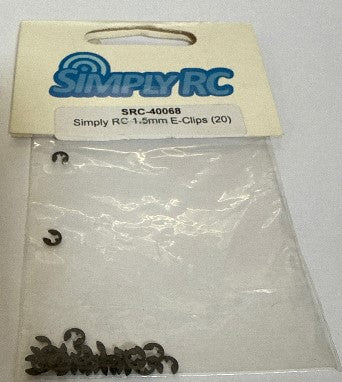 SiMPLY RC
SRC-40068
Simply RC 1.5mm E-Clips (20)